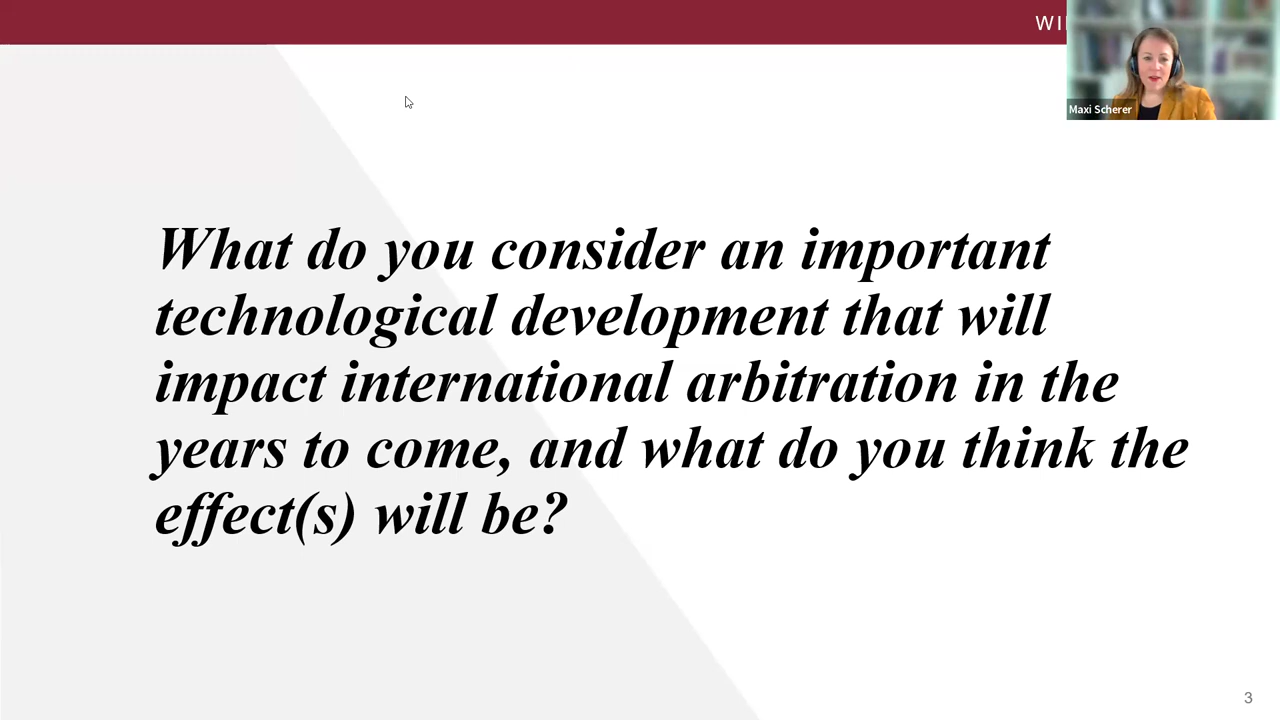 WI
Maxi Scherer
What do you consider an important
technological development that will
impact international arbitration in the
years to come, and what do you think the
effect(s) will be?
3